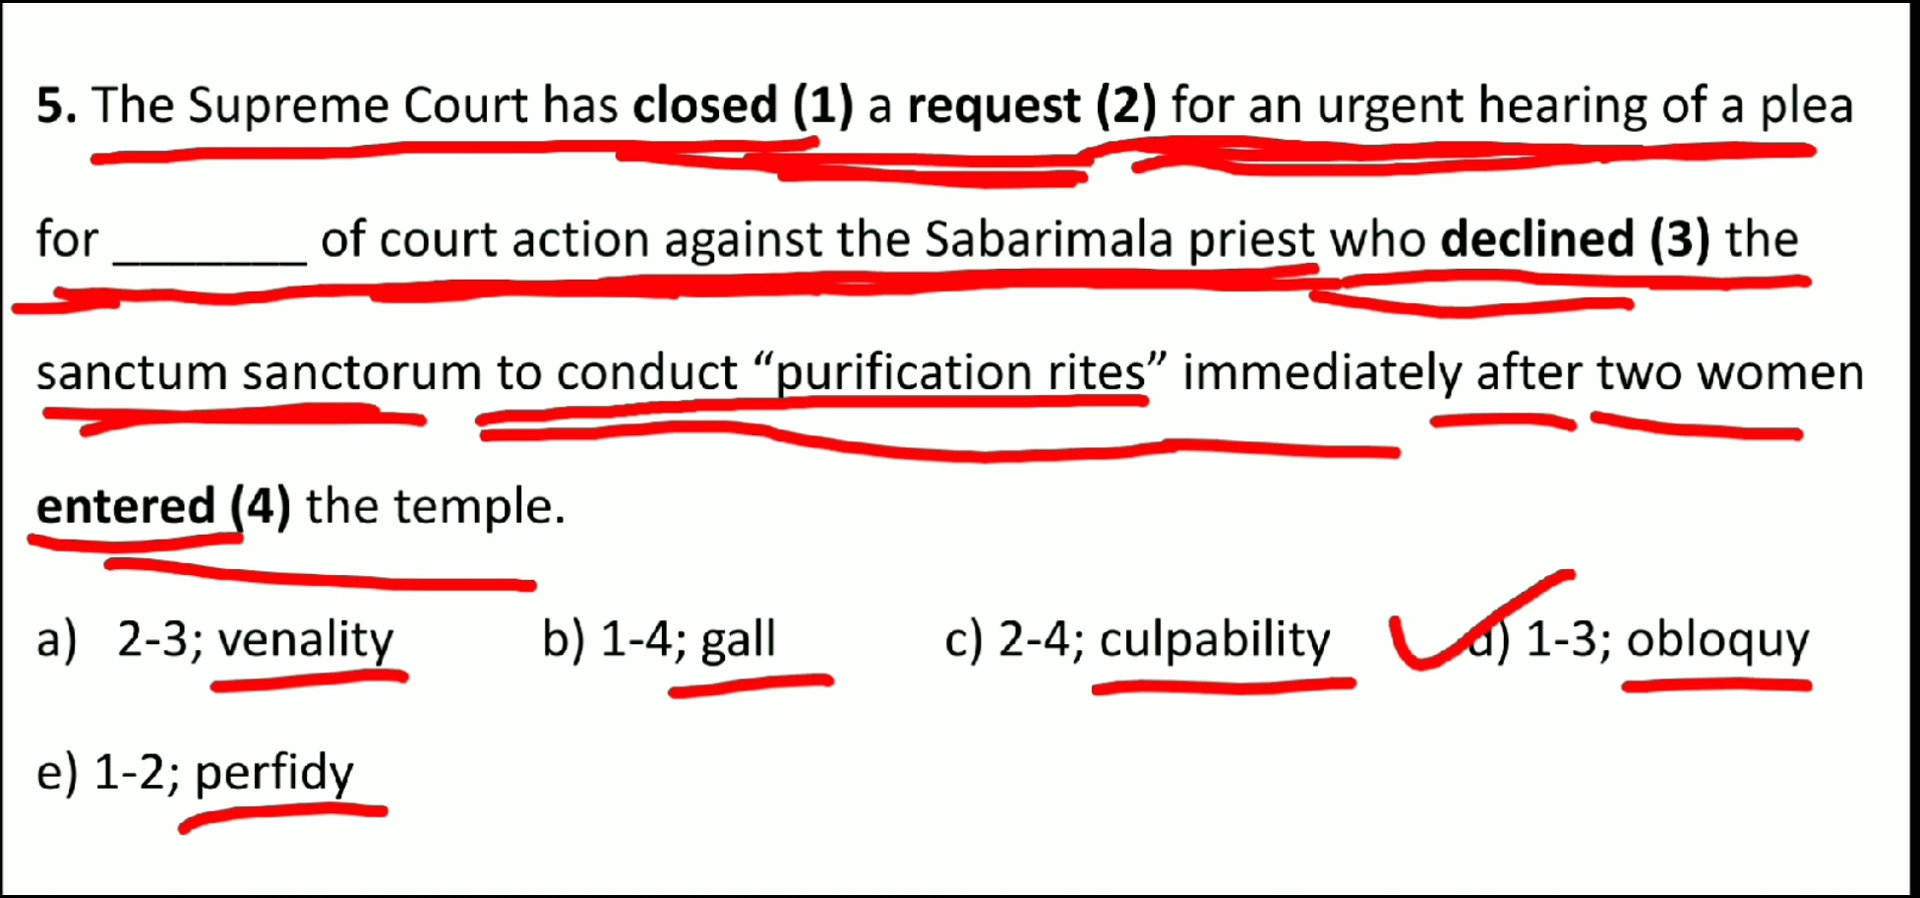 5. The Supreme Court has closed (1) a request (2) for an urgent hearing of a plea
for _______ of court action against the Sabarimala priest who declined (3) the
sanctum sanctorum to conduct “purification rites” immediately after two women
entered (4) the temple.
a) 2-3; venality b) 1-4; gall c) 2-4; culpability d) 1-3; obloquy
e) 1-2; perfidy